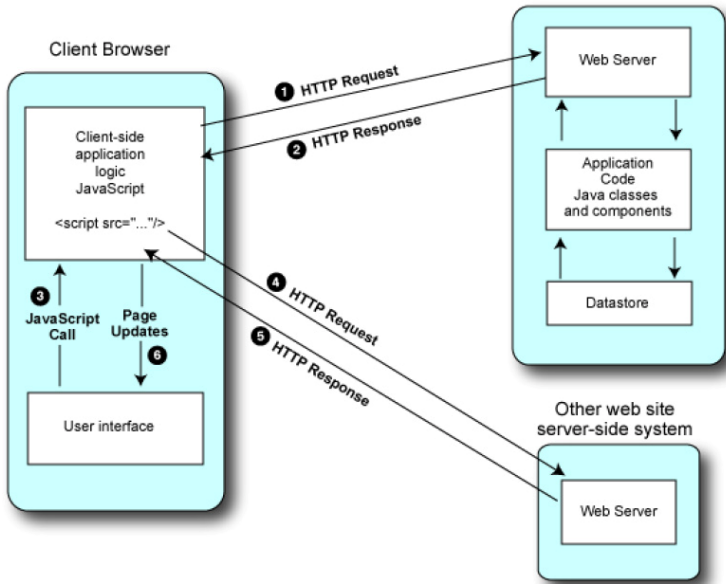 Client Browser
Client-side
application
logic
JavaScript
<script src="..."/>
3
JavaScript
Call
Page
Updates
6
User interface
1 HTTP Request
2 HTTP Response
4 HTTP Request
5 HTTP Response
Web Server
Application
Code
Java classes
and components
Datastore
Other web site
server-side system
Web Server